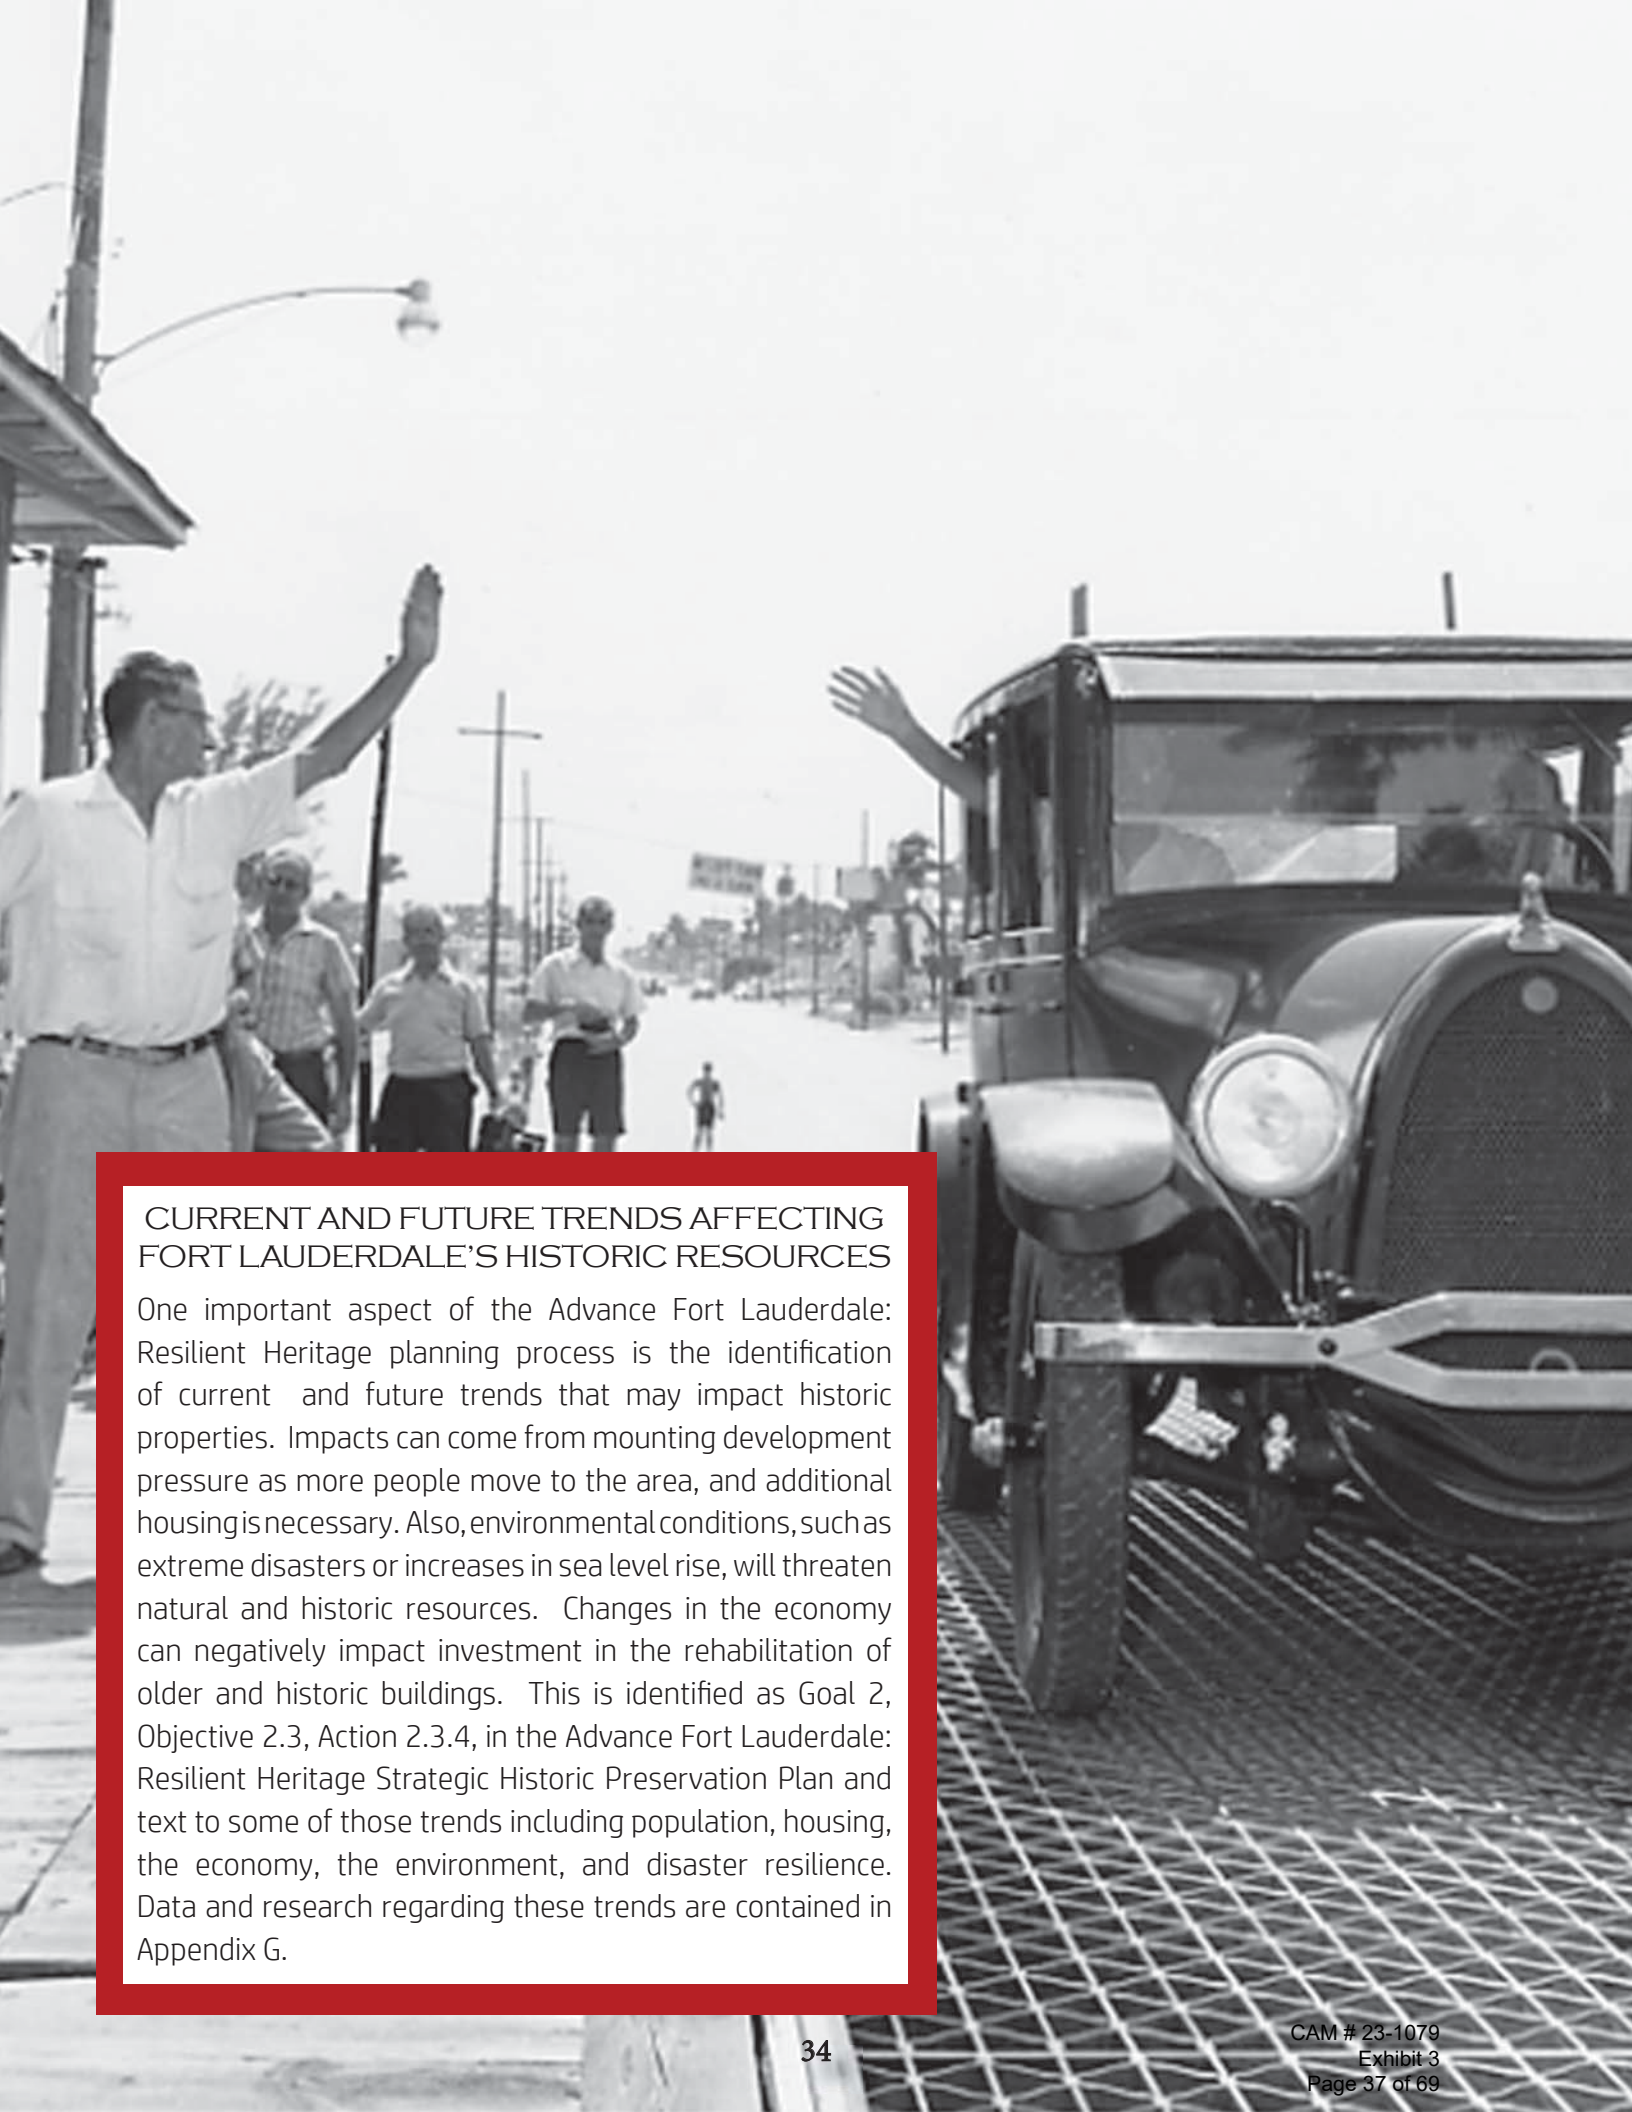 CURRENT AND FUTURE TRENDS AFFECTING
FORT LAUDERDALE'S HISTORIC RESOURCES
One important aspect of the Advance Fort Lauderdale:
Resilient Heritage planning process is the identification
of current and future trends that may impact historic
properties. Impacts can come from mounting development
pressure as more people move to the area, and additional
housing is necessary. Also, environmental conditions, such as
extreme disasters or increases in sea level rise, will threaten
natural and historic resources. Changes in the economy
can negatively impact investment in the rehabilitation of
older and historic buildings. This is identified as Goal 2,
Objective 2.3, Action 2.3.4, in the Advance Fort Lauderdale:
Resilient Heritage Strategic Historic Preservation Plan and
text to some of those trends including population, housing,
the economy, the environment, and disaster resilience.
Data and research regarding these trends are contained in
Appendix G.
34
CAM # 23-1079
Exhibit 3
Page 37 of 69